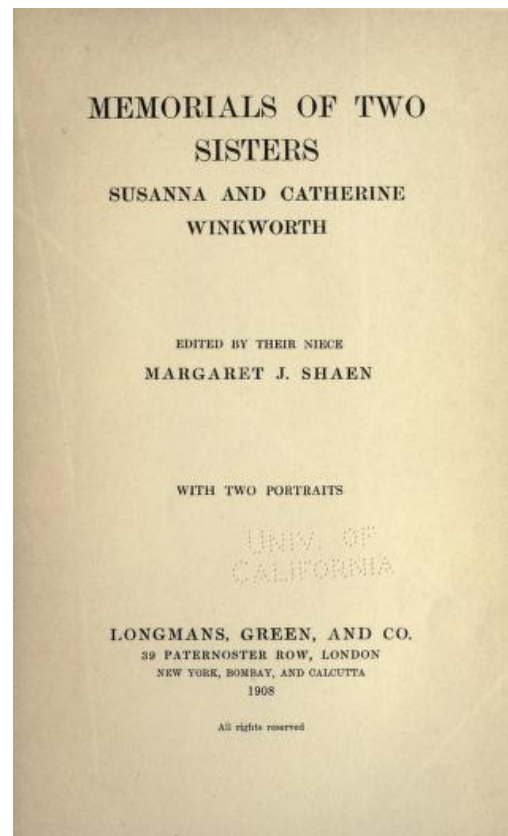 MEMORIALS OF TWO
SISTERS
SUSANNA AND CATHERINE
WINKWORTH
EDITED BY THEIR NIECE
MARGARET J. SHAEN
WITH TWO PORTRAITS
UNIV. OF
CALIFORNIA
LONGMANS, GREEN, AND CO.
39 PATERNOSTER ROW, LONDON
NEW YORK, BOMBAY, AND CALCUTTA
1908
All rights reserved